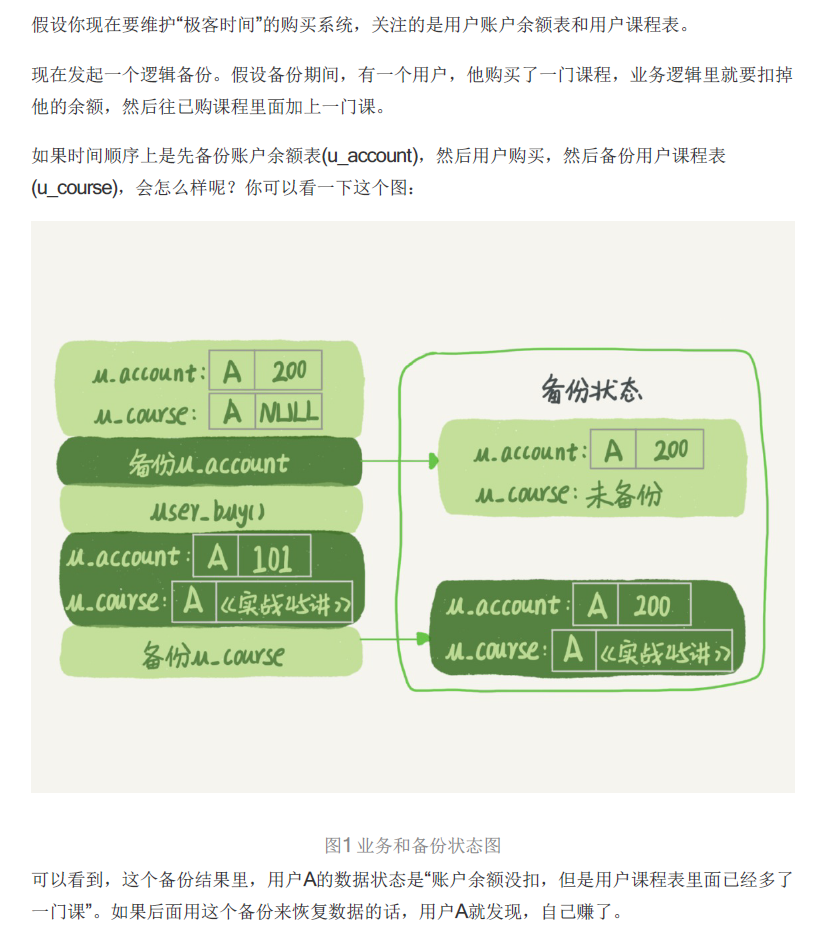 假设你现在要维护“极客时间”的购买系统，关注的是用户账户余额表和用户课程表。
现在发起一个逻辑备份。假设备份期间，有一个用户，他购买了一门课程，业务逻辑里就要扣掉
他的余额，然后往已购课程里面加上一门课。
如果时间顺序上是先备份账户余额表(u_account)，然后用户购买，然后备份用户课程表
(u_course)，会怎么样呢？你可以看一下这个图：
u_account: A 200
u_course: A NULL
备份u_account
user_buy()
u_account: A 101
u_course: A 《实战45讲》
备份u_course
备份状态
u_account: A 200
u_course: 未备份
u_account: A 200
u_course: A 《实战45讲》
图1 业务和备份状态图
可以看到，这个备份结果里，用户A的数据状态是“账户余额没扣，但是用户课程表里面已经多了
一门课”。如果后面用这个备份来恢复数据的话，用户A就发现，自己赚了。